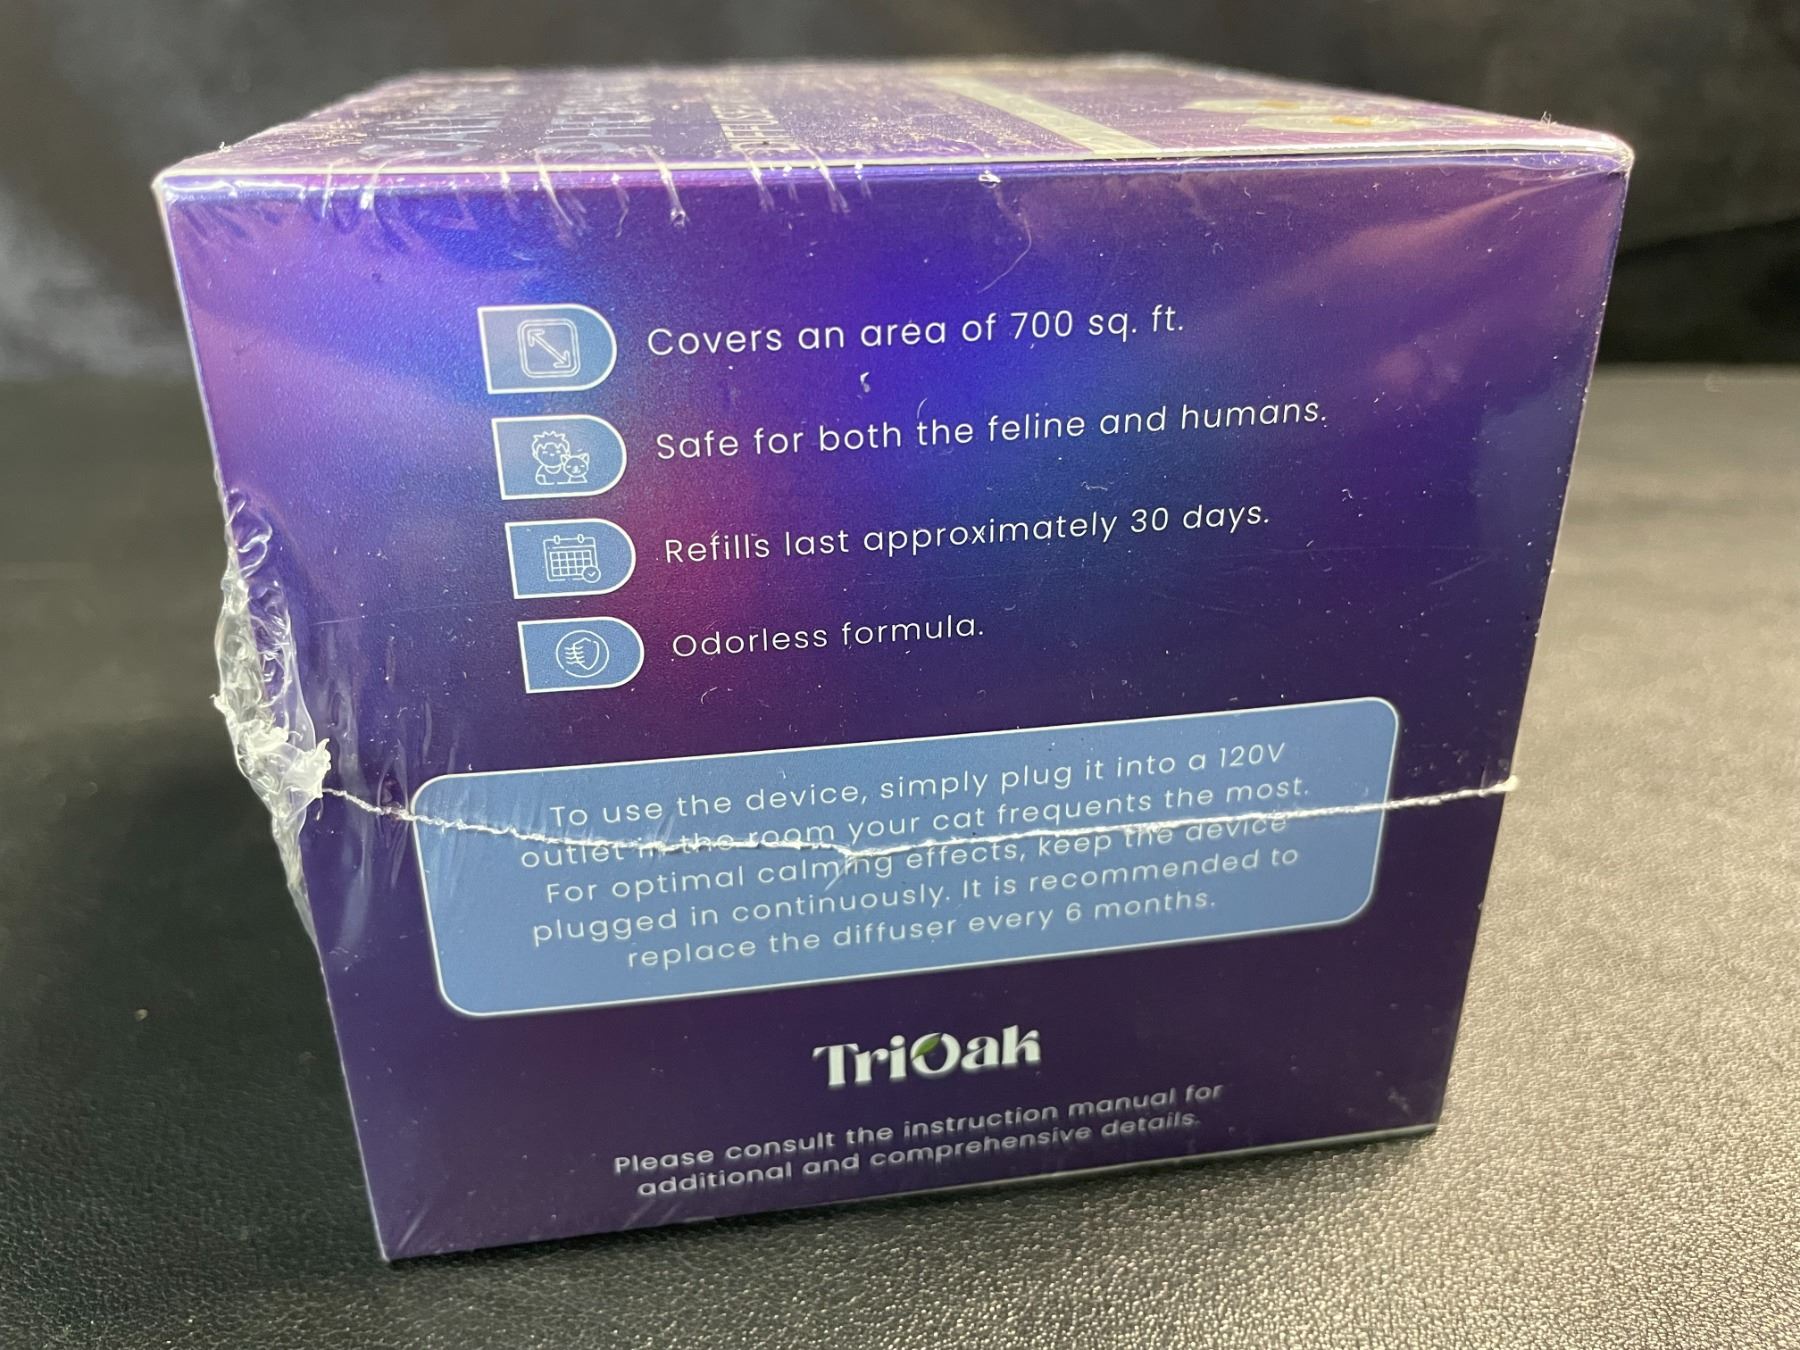 Covers an area of 700 sq. ft.
Safe for both the feline and humans.
Refills last approximately 30 days.
Odorless formula.
To use the device, simply plug it into a 120V
outlet in the room your cat frequents the most.
For optimal calming effects, keep the device
plugged in continuously. It is recommended to
replace the diffuser every 6 months.
TriOak
Please consult the instruction manual for
additional and comprehensive details.